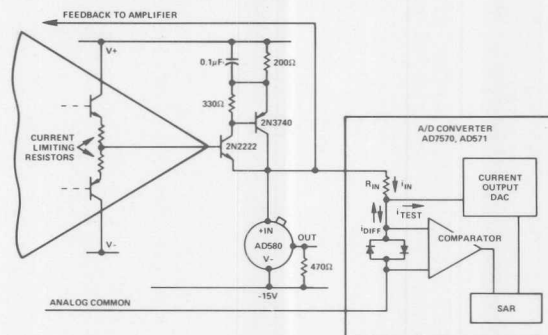 FEEDBACK TO AMPLIFIER
V+
0.1µF
200Ω
330Ω
2N3740
2N2222
CURRENT
LIMITING
RESISTORS
V-
+IN
AD580
V-
OUT
470Ω
-15V
ANALOG COMMON
A/D CONVERTER
AD7570, AD571
RIN
iIN
iTEST
iDIFF
CURRENT
OUTPUT
DAC
COMPARATOR
SAR